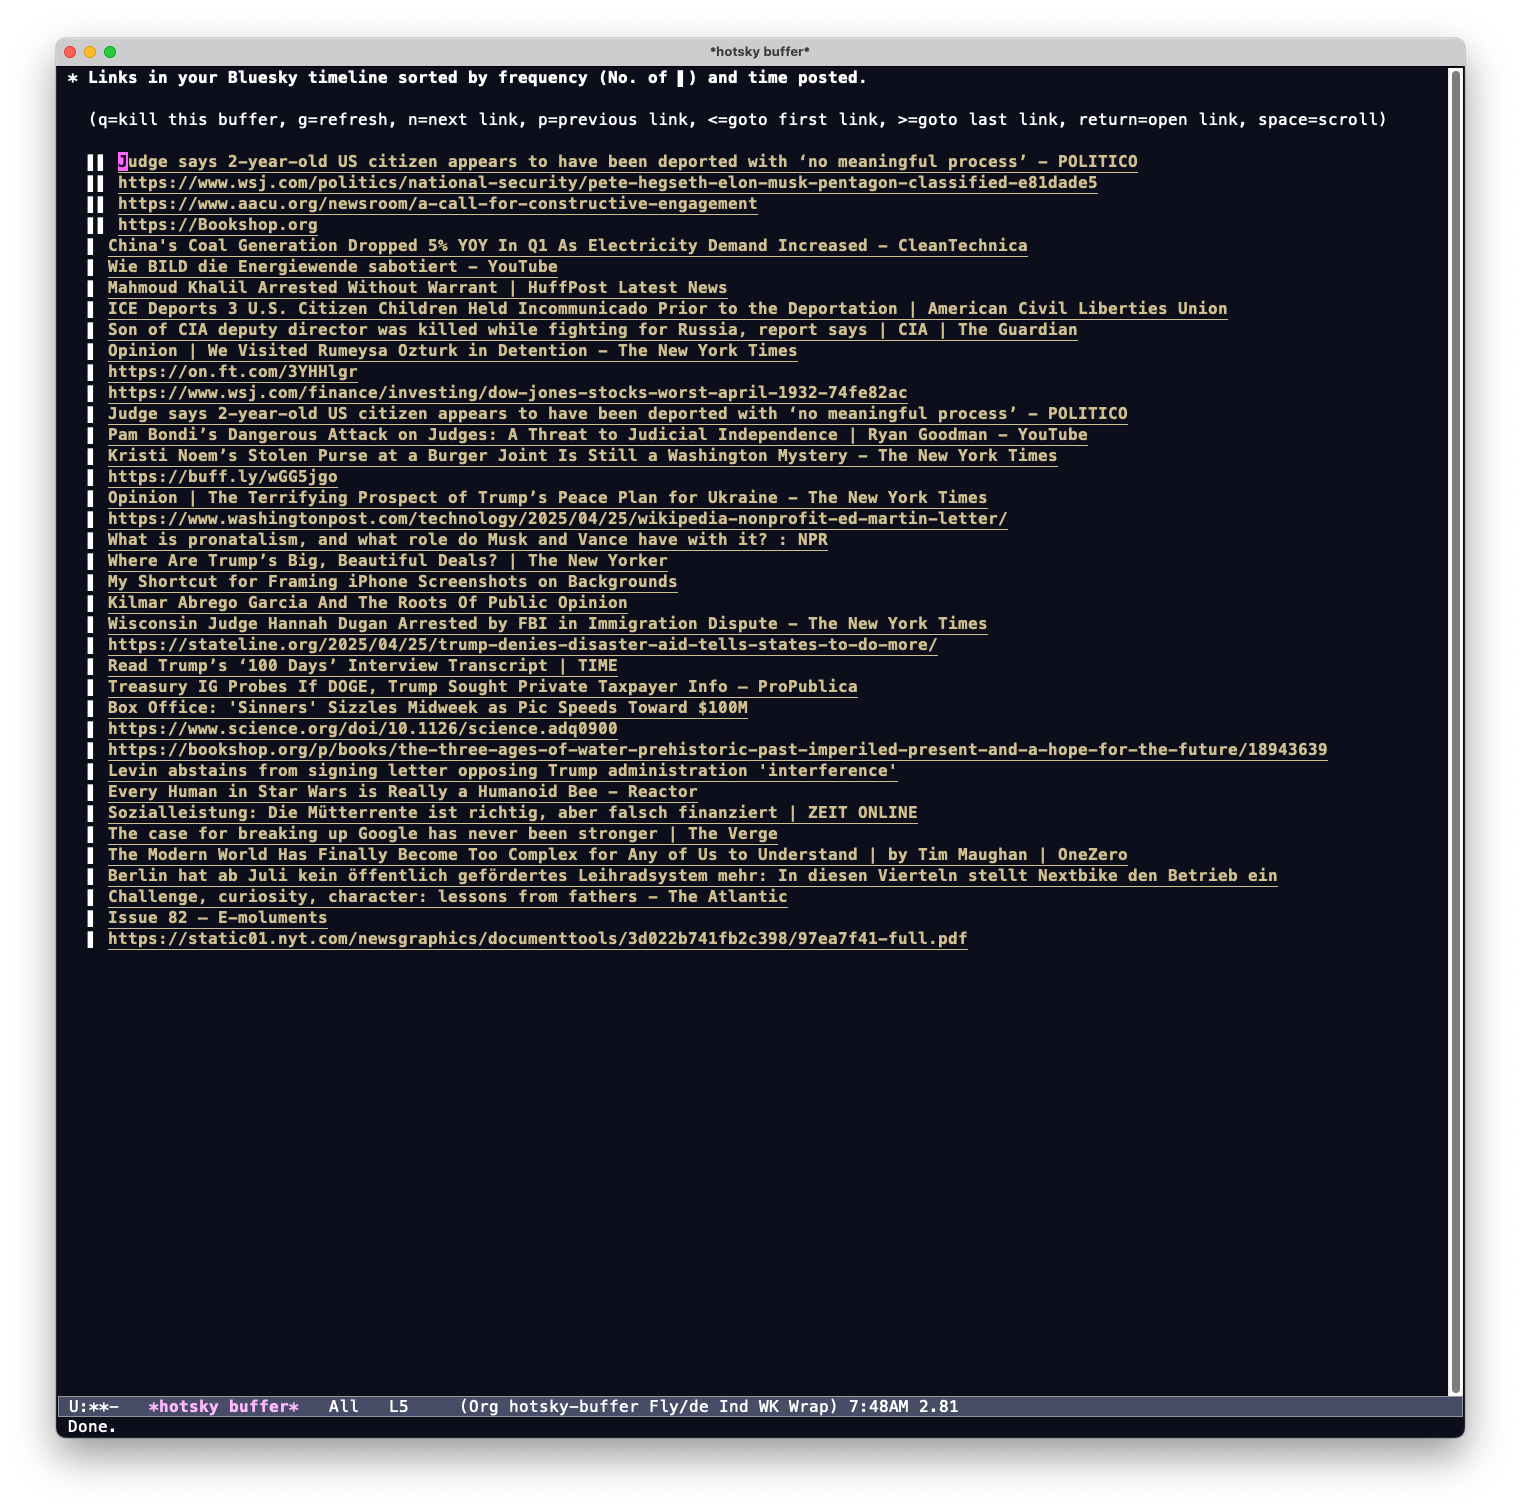 *hotsky buffer*
* Links in your Bluesky timeline sorted by frequency (No. of ▌) and time posted.
(q=kill this buffer, g=refresh, n=next link, p=previous link, <=goto first link, >=goto last link, return=open link, space=scroll)
▌▌ Judge says 2-year-old US citizen appears to have been deported with ‘no meaningful process’ - POLITICO
▌▌ https://www.wsj.com/politics/national-security/pete-hegseth-elon-musk-pentagon-classified-e81dade5
▌▌ https://www.aacu.org/newsroom/a-call-for-constructive-engagement
▌▌ https://Bookshop.org
▌ China's Coal Generation Dropped 5% YOY In Q1 As Electricity Demand Increased - CleanTechnica
▌ Wie BILD die Energiewende sabotiert - YouTube
▌ Mahmoud Khalil Arrested Without Warrant | HuffPost Latest News
▌ ICE Deports 3 U.S. Citizen Children Held Incommunicado Prior to the Deportation | American Civil Liberties Union
▌ Son of CIA deputy director was killed while fighting for Russia, report says | CIA | The Guardian
▌ Opinion | We Visited Rumeysa Ozturk in Detention - The New York Times
▌ https://on.ft.com/3YHHlgr
▌ https://www.wsj.com/finance/investing/dow-jones-stocks-worst-april-1932-74fe82ac
▌ Judge says 2-year-old US citizen appears to have been deported with ‘no meaningful process’ - POLITICO
▌ Pam Bondi’s Dangerous Attack on Judges: A Threat to Judicial Independence | Ryan Goodman - YouTube
▌ Kristi Noem’s Stolen Purse at a Burger Joint Is Still a Washington Mystery - The New York Times
▌ https://buff.ly/wGG5jgo
▌ Opinion | The Terrifying Prospect of Trump’s Peace Plan for Ukraine - The New York Times
▌ https://www.washingtonpost.com/technology/2025/04/25/wikipedia-nonprofit-ed-martin-letter/
▌ What is pronatalism, and what role do Musk and Vance have with it? : NPR
▌ Where Are Trump’s Big, Beautiful Deals? | The New Yorker
▌ My Shortcut for Framing iPhone Screenshots on Backgrounds
▌ Kilmar Abrego Garcia And The Roots Of Public Opinion
▌ Wisconsin Judge Hannah Dugan Arrested by FBI in Immigration Dispute - The New York Times
▌ https://stateline.org/2025/04/25/trump-denies-disaster-aid-tells-states-to-do-more/
▌ Read Trump’s ‘100 Days’ Interview Transcript | TIME
▌ Treasury IG Probes If DOGE, Trump Sought Private Taxpayer Info — ProPublica
▌ Box Office: 'Sinners' Sizzles Midweek as Pic Speeds Toward $100M
▌ https://www.science.org/doi/10.1126/science.adq0900
▌ https://bookshop.org/p/books/the-three-ages-of-water-prehistoric-past-imperiled-present-and-a-hope-for-the-future/18943639
▌ Levin abstains from signing letter opposing Trump administration 'interference'
▌ Every Human in Star Wars is Really a Humanoid Bee - Reactor
▌ Sozialleistung: Die Mütterrente ist richtig, aber falsch finanziert | ZEIT ONLINE
▌ The case for breaking up Google has never been stronger | The Verge
▌ The Modern World Has Finally Become Too Complex for Any of Us to Understand | by Tim Maughan | OneZero
▌ Berlin hat ab Juli kein öffentlich gefördertes Leihradsystem mehr: In diesen Vierteln stellt Nextbike den Betrieb ein
▌ Challenge, curiosity, character: lessons from fathers - The Atlantic
▌ Issue 82 – E-moluments
▌ https://static01.nyt.com/newsgraphics/documenttools/3d022b741fb2c398/97ea7f41-full.pdf
U:**- *hotsky buffer* All L5 (Org hotsky-buffer Fly/de Ind WK Wrap) 7:48AM 2.81
Done.